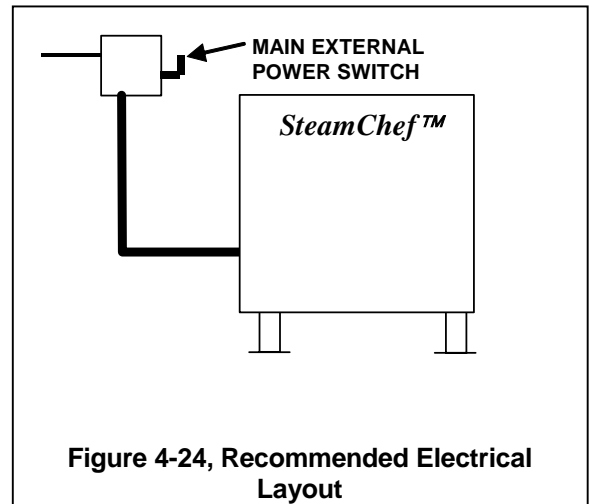 MAIN EXTERNAL
POWER SWITCH
SteamChef™
Figure 4-24, Recommended Electrical
Layout